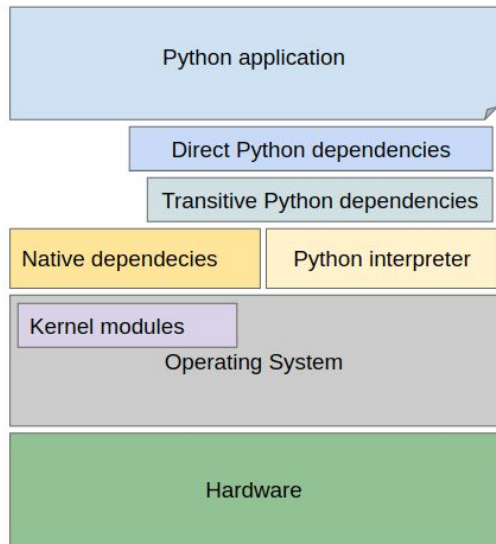 Python application
Direct Python dependencies
Transitive Python dependencies
Native dependecies
Python interpreter
Kernel modules
Operating System
Hardware